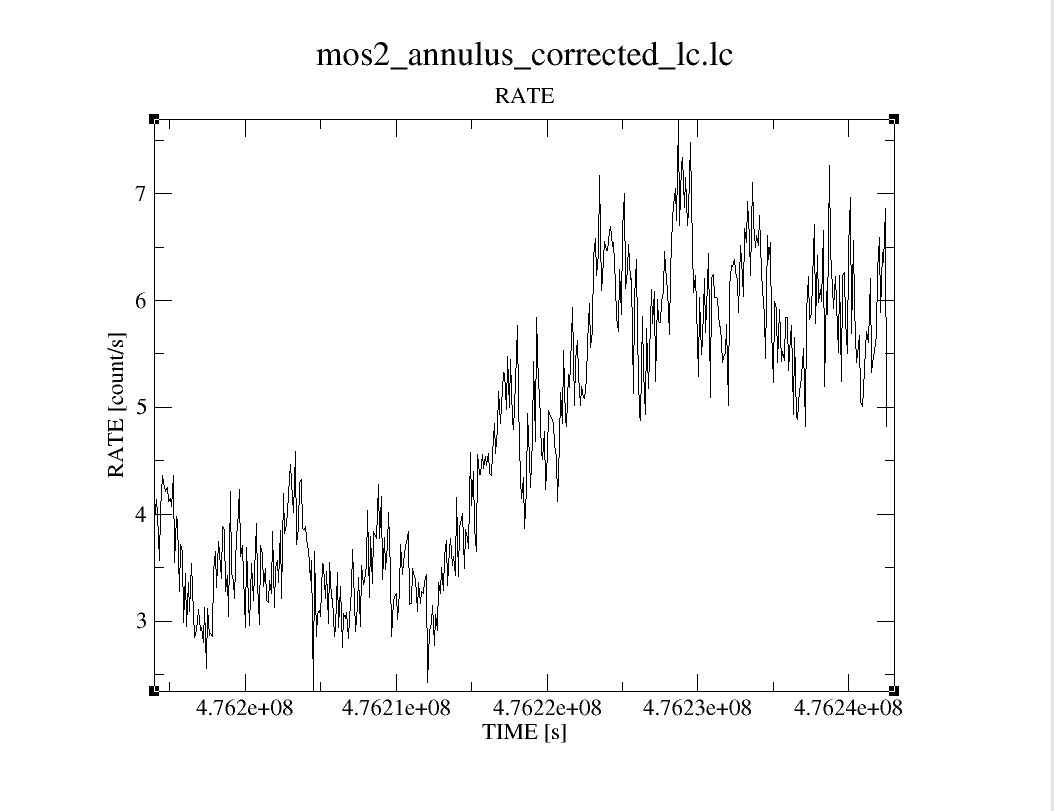 mos2_annulus_corrected_lc.lc
RATE
RATE [count/s]
7
6
5
4
3
4.762e+08 4.7621e+08 4.7622e+08 4.7623e+08 4.7624e+08
TIME [s]